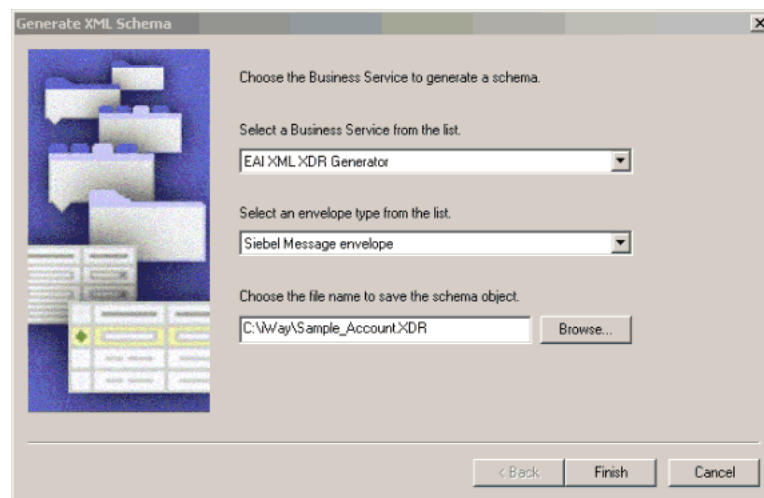 Generate XML Schema
Choose the Business Service to generate a schema.
Select a Business Service from the list.
EAI XML XDR Generator
Select an envelope type from the list.
Siebel Message envelope
Choose the file name to save the schema object.
C:\iWay\Sample_Account.XDR
Browse...
< Back
Finish
Cancel